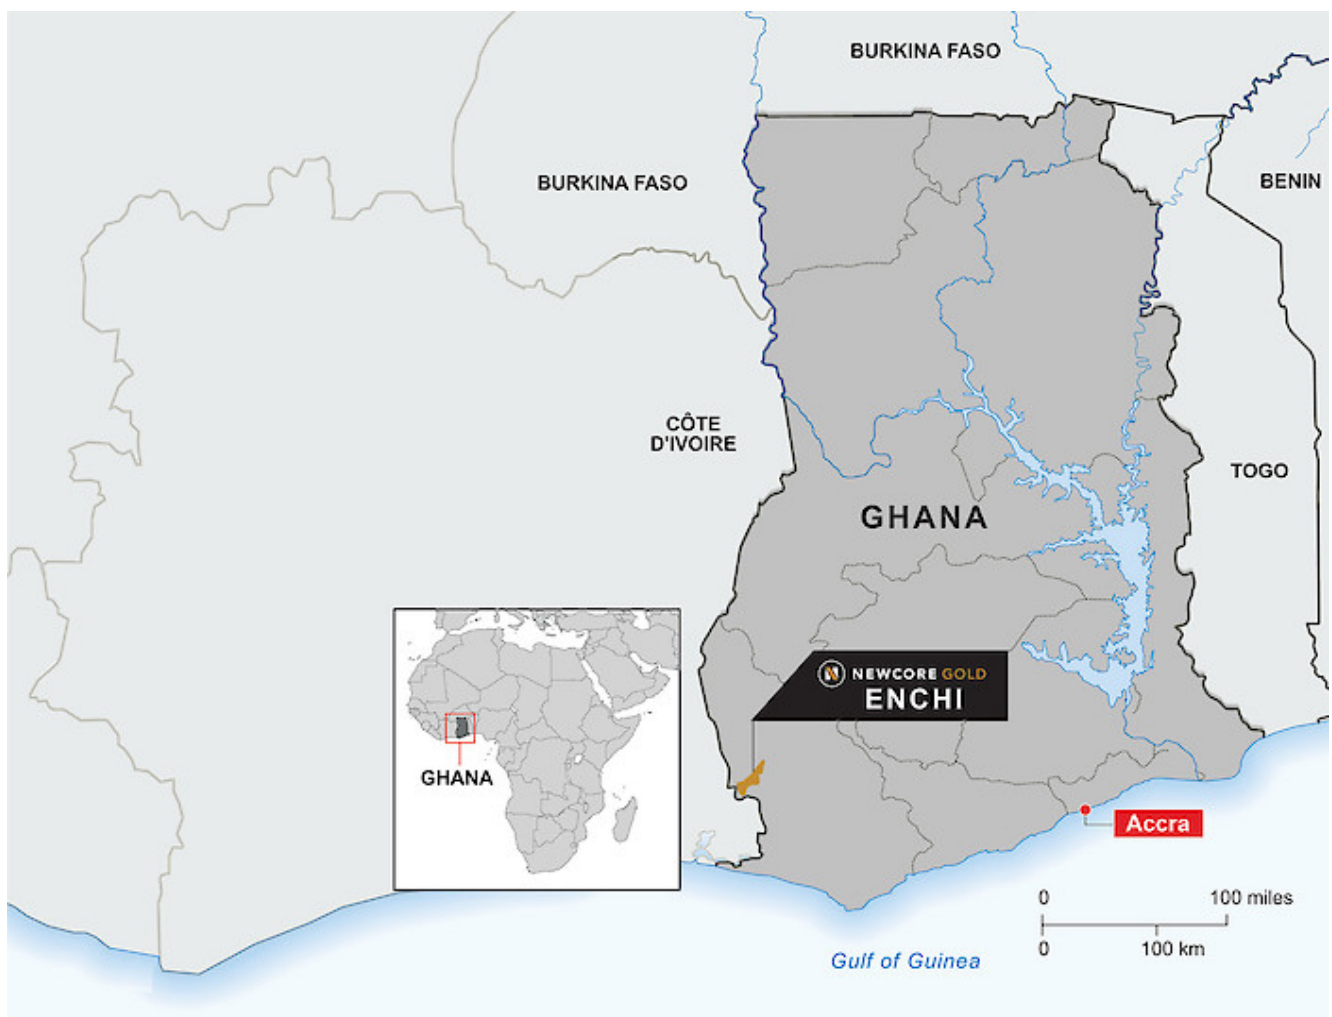 BURKINA FASO
BURKINA FASO
BENIN
CÔTE
D'IVOIRE
TOGO
GHANA
NEWCORE GOLD
ENCHI
GHANA
Accra
0 100 miles
0 100 km
Gulf of Guinea